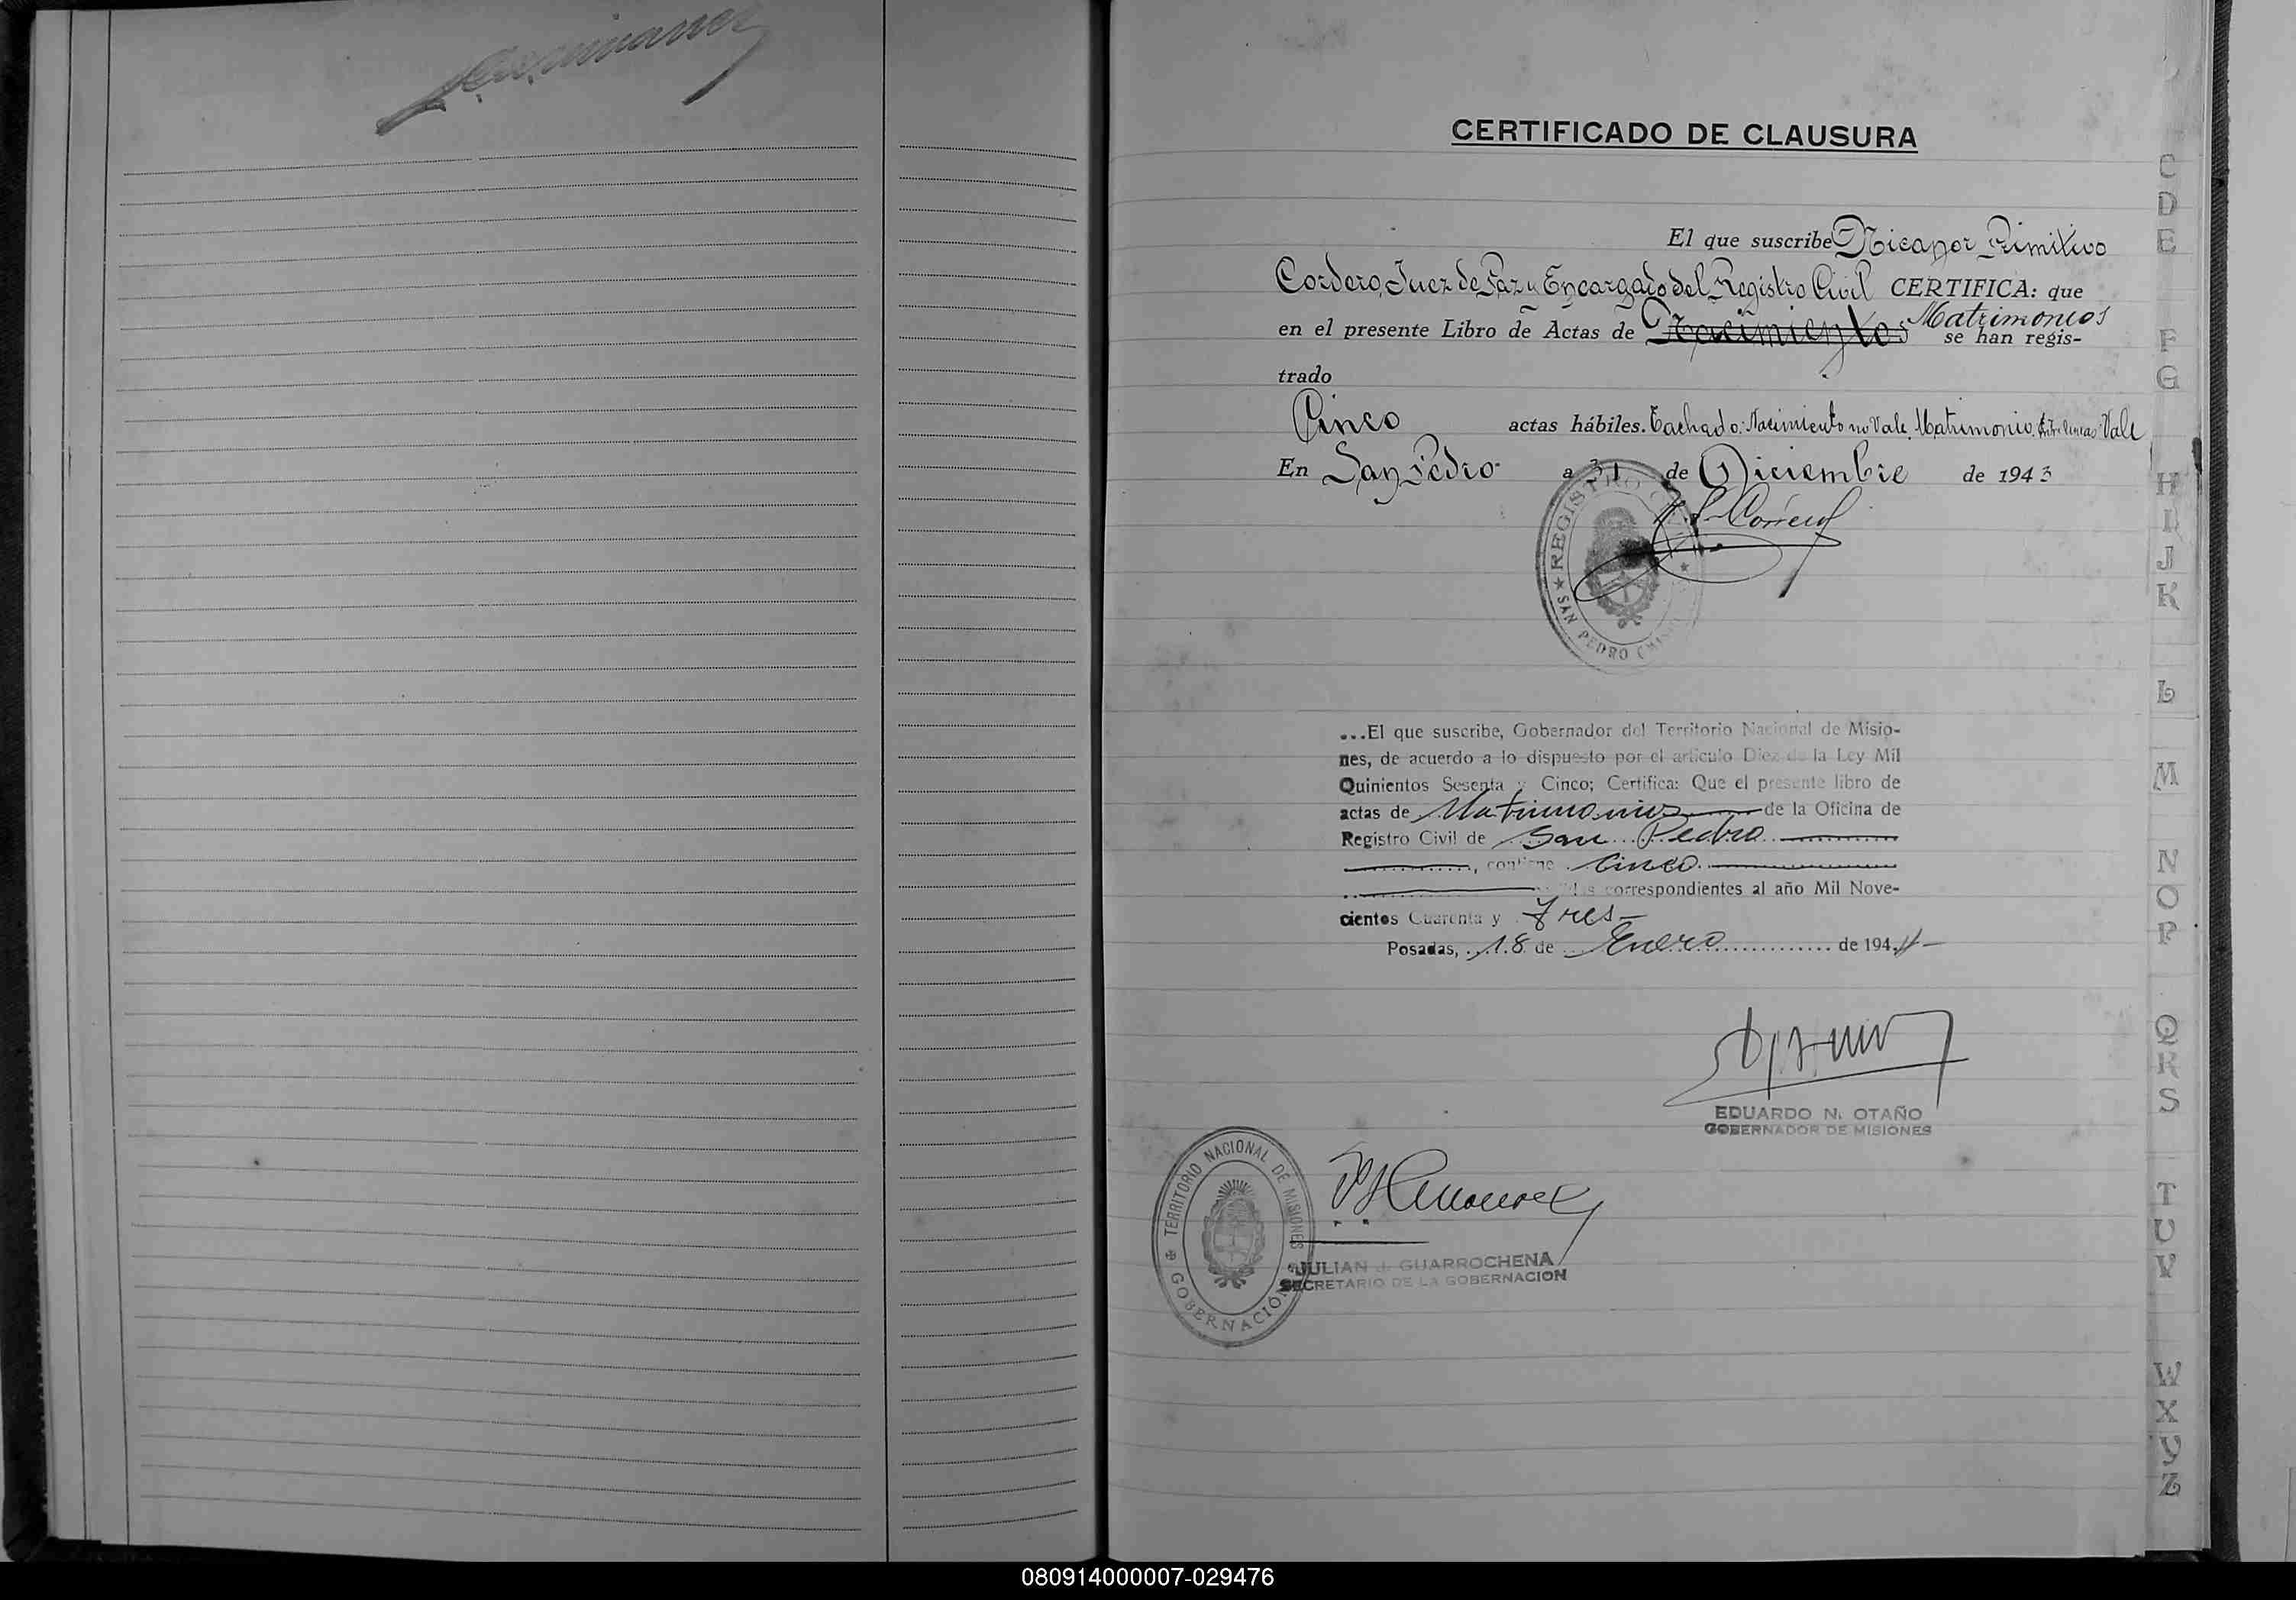 CERTIFICADO DE CLAUSURA
El que suscribe Nicanor Primitivo
Cordero, Juez de Paz y Encargado del Registro Civil CERTIFICA: que
en el presente Libro de Actas de Nacimientos Matrimonios se han regis-
trado
Cinco actas hábiles. Tachado: Nacimiento no Vale. Matrimonio. Entre lineas Vale
En San Pedro a 31 de Diciembre de 1943
REGISTRO C
SAN PEDRO (MISI
...El que suscribe, Gobernador del Territorio Nacional de Misio-
nes, de acuerdo a lo dispuesto por el artículo Diez de la Ley Mil
Quinientos Sesenta y Cinco; Certifica: Que el presente libro de
actas de Matrimonios de la Oficina de
Registro Civil de San Pedro
, contiene Cinco
correspondientes al año Mil Nove-
cientos Cuarenta y Tres
Posadas, 18 de Enero de 1944
EDUARDO N. OTAÑO
GOBERNADOR DE MISIONES
TERRITORIO NACIONAL DE MISIONES
GOBERNACIÓN
JULIAN J. GUARROCHENA
SECRETARIO DE LA GOBERNACION
C
D
E
F
G
H
I
J
K
L
M
N
O
P
Q
R
S
T
U
V
W
X
Y
Z
080914000007-029476